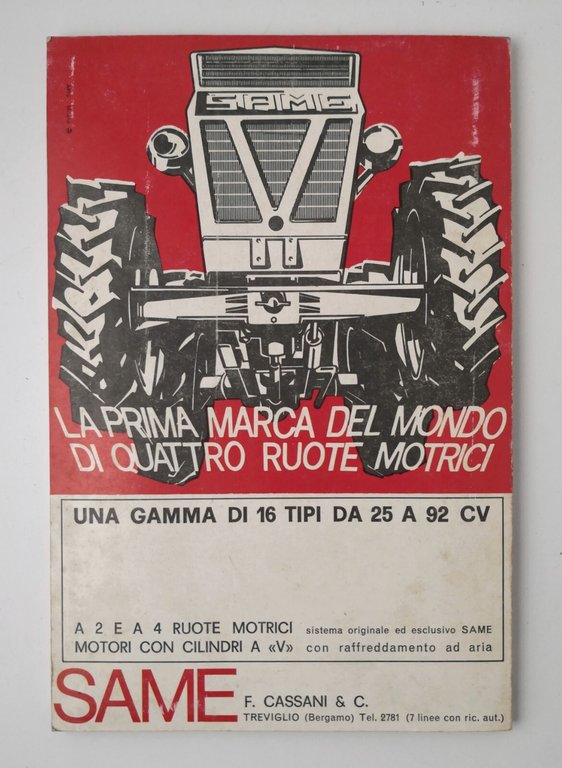 SAME
LA PRIMA MARCA DEL MONDO
DI QUATTRO RUOTE MOTRICI
UNA GAMMA DI 16 TIPI DA 25 A 92 CV
A 2 E A 4 RUOTE MOTRICI sistema originale ed esclusivo SAME
MOTORI CON CILINDRI A «V» con raffreddamento ad aria
SAME F. CASSANI & C.
TREVIGLIO (Bergamo) Tel. 2781 (7 linee con ric. aut.)